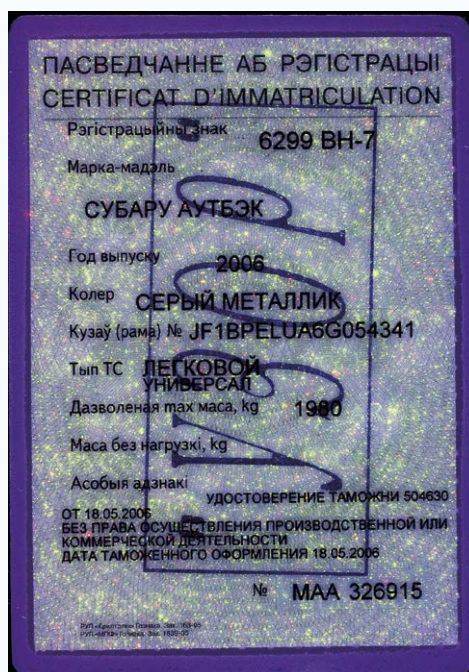 ПАСВЕДЧАННЕ АБ РЭГІСТРАЦЫІ
CERTIFICAT D'IMMATRICULATION
Рэгістрацыйны знак 6299 ВН-7
Марка-мадэль
СУБАРУ АУТБЭК
Год выпуску 2006
Колер СЕРЫЙ МЕТАЛЛИК
Кузаў (рама) № JF1BPELUA6G054341
Тып ТС ЛЕГКОВОЙ
УНИВЕРСАЛ
Дазволеная max маса, kg 1980
Маса без нагрузкі, kg
Асобыя адзнакі
УДОСТОВЕРЕНИЕ ТАМОЖНИ 504630
ОТ 18.05.2006
БЕЗ ПРАВА ОСУЩЕСТВЛЕНИЯ ПРОИЗВОДСТВЕННОЙ ИЛИ
КОММЕРЧЕСКОЙ ДЕЯТЕЛЬНОСТИ
ДАТА ТАМОЖЕННОГО ОФОРМЛЕНИЯ 18.05.2006
№ МАА 326915